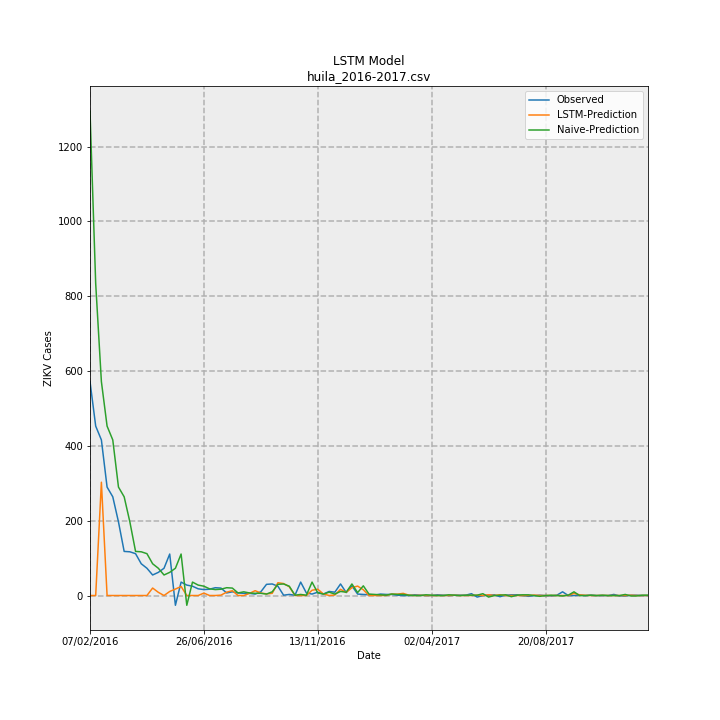 LSTM Model
huila_2016-2017.csv
Observed
LSTM-Prediction
Naive-Prediction
1200
1000
800
600
400
200
0
ZIKV Cases
07/02/2016
26/06/2016
13/11/2016
02/04/2017
20/08/2017
Date